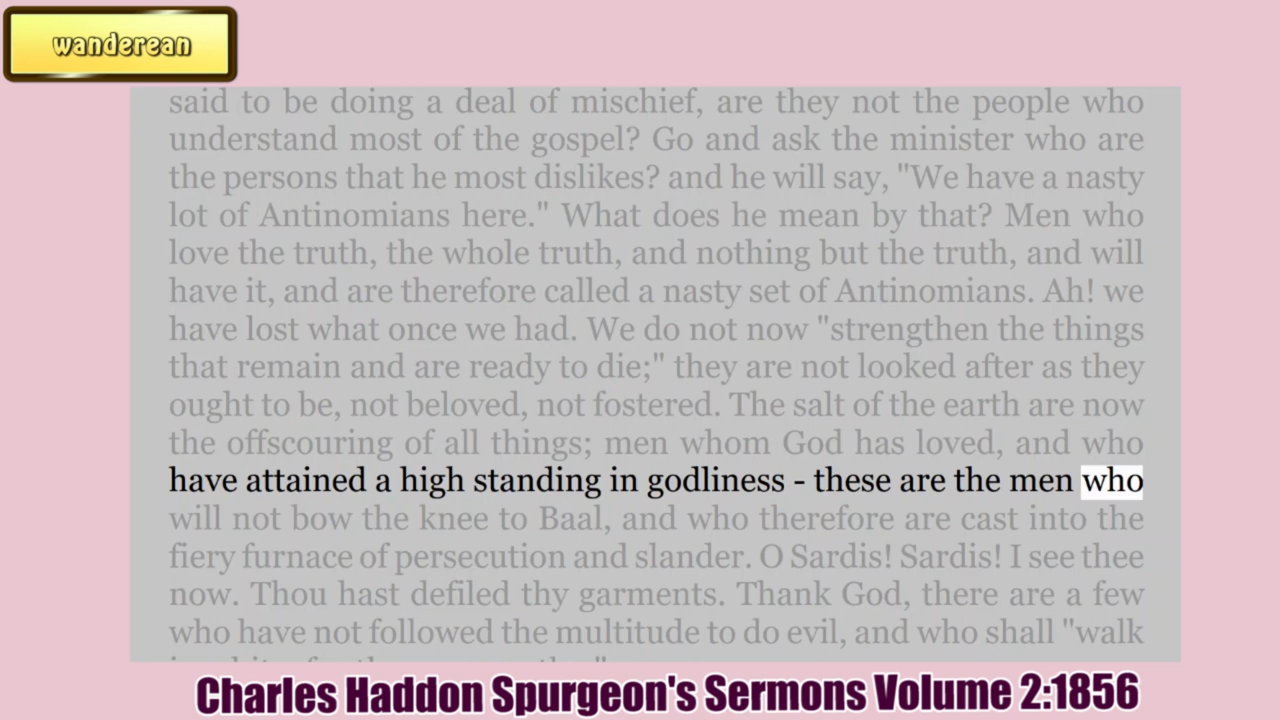 wanderean
said to be doing a deal of mischief, are they not the people who
understand most of the gospel? Go and ask the minister who are
the persons that he most dislikes? and he will say, "We have a nasty
lot of Antinomians here." What does he mean by that? Men who
love the truth, the whole truth, and nothing but the truth, and will
have it, and are therefore called a nasty set of Antinomians. Ah! we
have lost what once we had. We do not now "strengthen the things
that remain and are ready to die;" they are not looked after as they
ought to be, not beloved, not fostered. The salt of the earth are now
the offscouring of all things; men whom God has loved, and who
have attained a high standing in godliness - these are the men who
will not bow the knee to Baal, and who therefore are cast into the
fiery furnace of persecution and slander. O Sardis! Sardis! I see thee
now. Thou hast defiled thy garments. Thank God, there are a few
who have not followed the multitude to do evil, and who shall "walk
Charles Haddon Spurgeon's Sermons Volume 2:1856